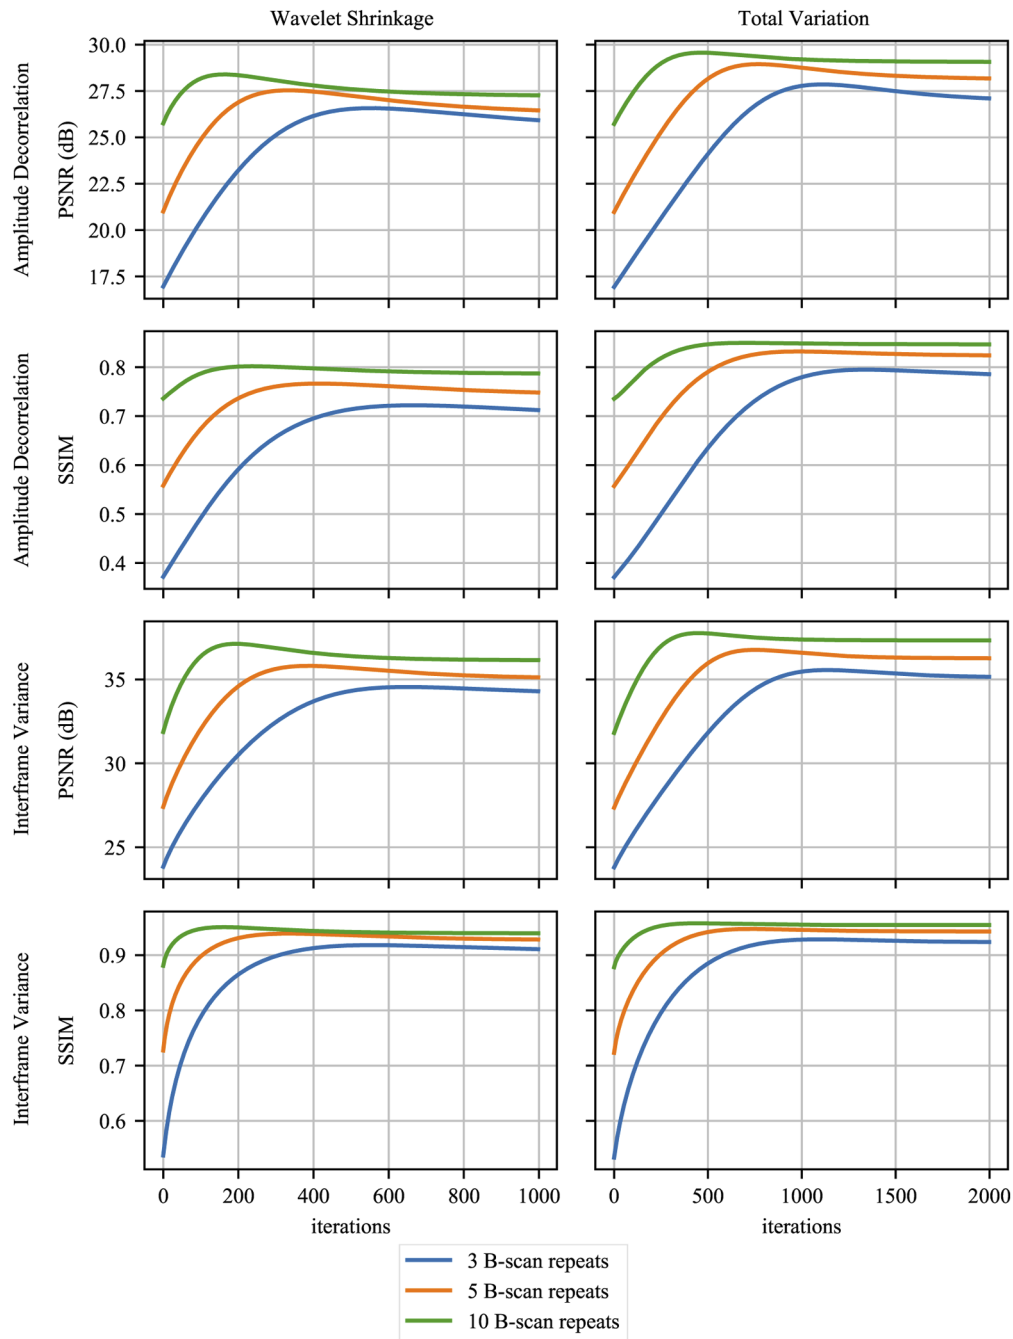 Wavelet Shrinkage
Total Variation
Amplitude Decorrelation
PSNR (dB)
30.0
27.5
25.0
22.5
20.0
17.5
Amplitude Decorrelation
SSIM
0.8
0.7
0.6
0.5
0.4
Interframe Variance
PSNR (dB)
35
30
25
Interframe Variance
SSIM
0.9
0.8
0.7
0.6
0 200 400 600 800 1000
0 500 1000 1500 2000
iterations
iterations
3 B-scan repeats
5 B-scan repeats
10 B-scan repeats